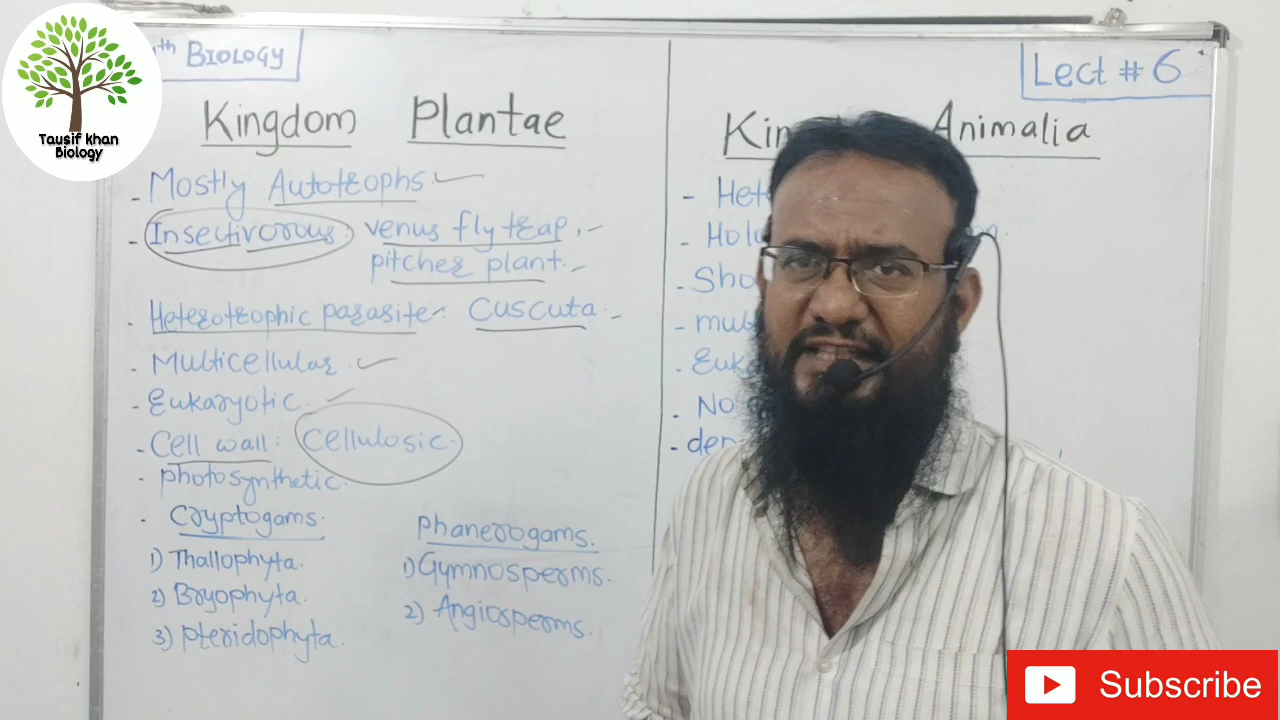 Tausif khan
Biology
th BIOLOGY
Lect # 6
Kingdom Plantae
- Mostly Autotrophs.
- Insectivorous. venus fly trap,
pitcher plant.
- Heterotrophic parasite - Cuscuta.
- Multicellular.
- Eukaryotic.
- Cell wall: Cellulosic.
- photosynthetic.
- Cryptogams.
1) Thallophyta.
2) Bryophyta.
3) Pteridophyta.
phanerogams.
1) Gymnosperms.
2) Angiosperms.
Animalia
- No
Subscribe